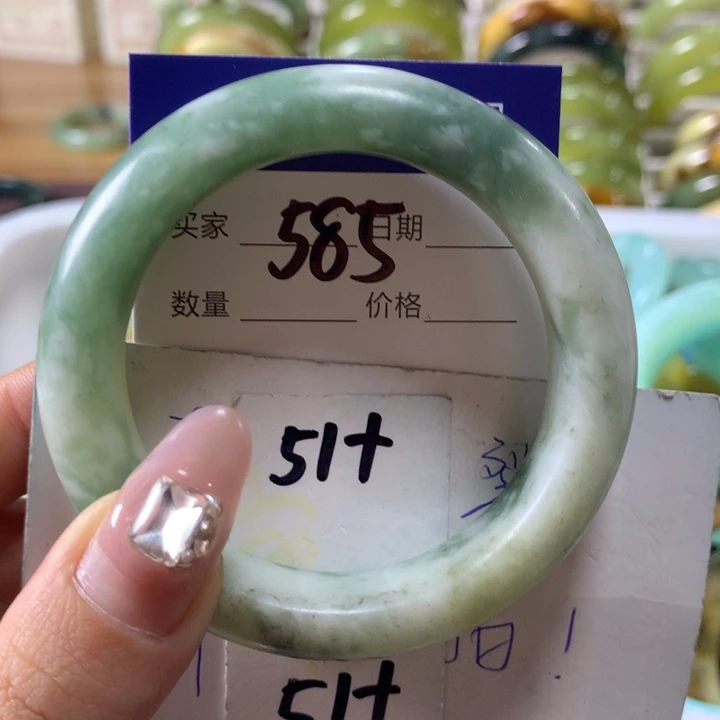 买家 585 日期
数量 价格
51+
51+